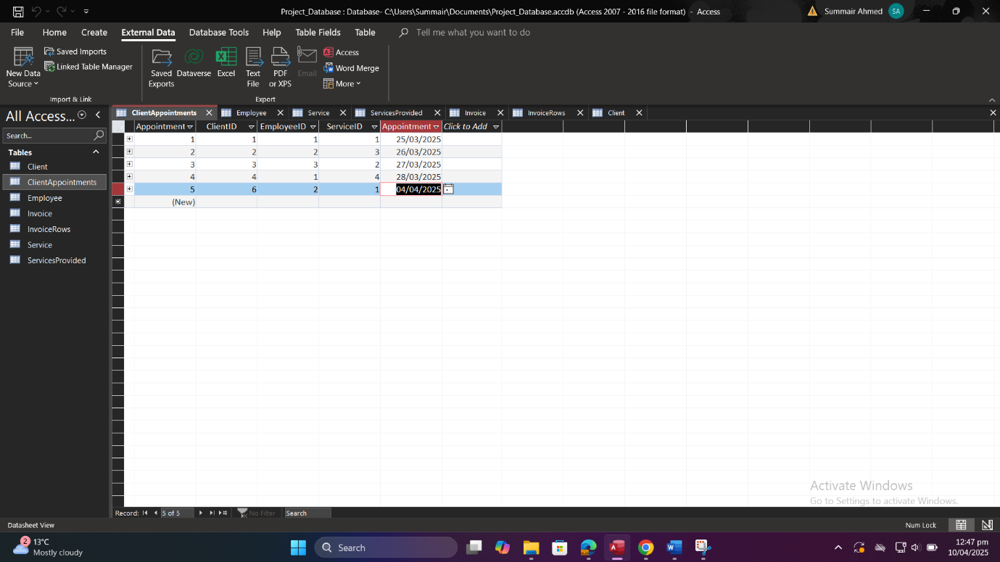 Project_Database : Database- C:\Users\Summair\Documents\Project_Database.accdb (Access 2007 - 2016 file format) - Access
Summair Ahmed SA
File Home Create External Data Database Tools Help Table Fields Table Tell me what you want to do
New Data Source
Saved Imports
Linked Table Manager
Import & Link
Saved Exports
Dataverse
Excel
Text File
PDF or XPS
Email
Access
Word Merge
More
Export
All Access...
Search...
Tables
Client
ClientAppointments
Employee
Invoice
InvoiceRows
Service
ServicesProvided
ClientAppointments Employee Service ServicesProvided Invoice InvoiceRows Client
Appointment ClientID EmployeeID ServiceID Appointment Click to Add
1 1 1 1 25/03/2025
2 2 2 3 26/03/2025
3 3 3 2 27/03/2025
4 4 1 4 28/03/2025
5 6 2 1 04/04/2025
(New)
Activate Windows
Go to Settings to activate Windows.
Record: 5 of 5 No Filter Search
Datasheet View Num Lock
2
13°C
Mostly cloudy
Search
12:47 pm
10/04/2025